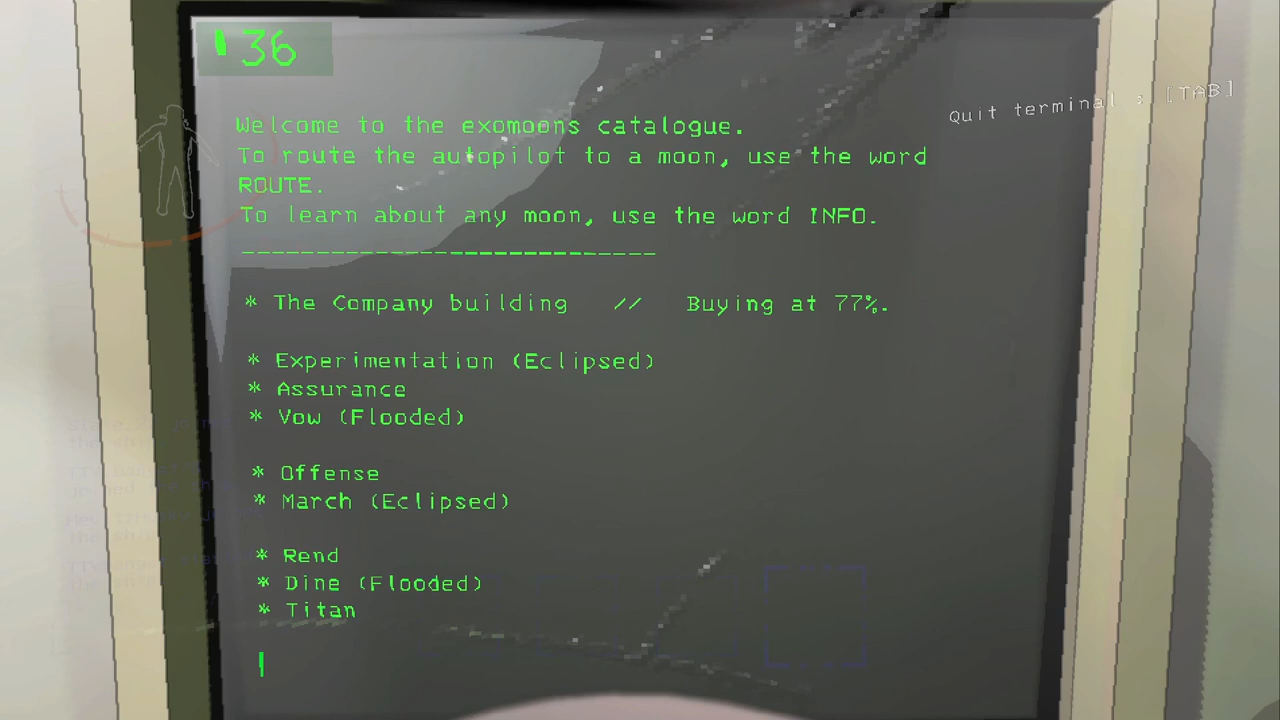 ▮36
Quit terminal : [TAB]
Welcome to the exomoons catalogue.
To route the autopilot to a moon, use the word
ROUTE.
To learn about any moon, use the word INFO.
----------------------------
* The Company building // Buying at 77%.
* Experimentation (Eclipsed)
* Assurance
* Vow (Flooded)
* Offense
* March (Eclipsed)
* Rend
* Dine (Flooded)
* Titan